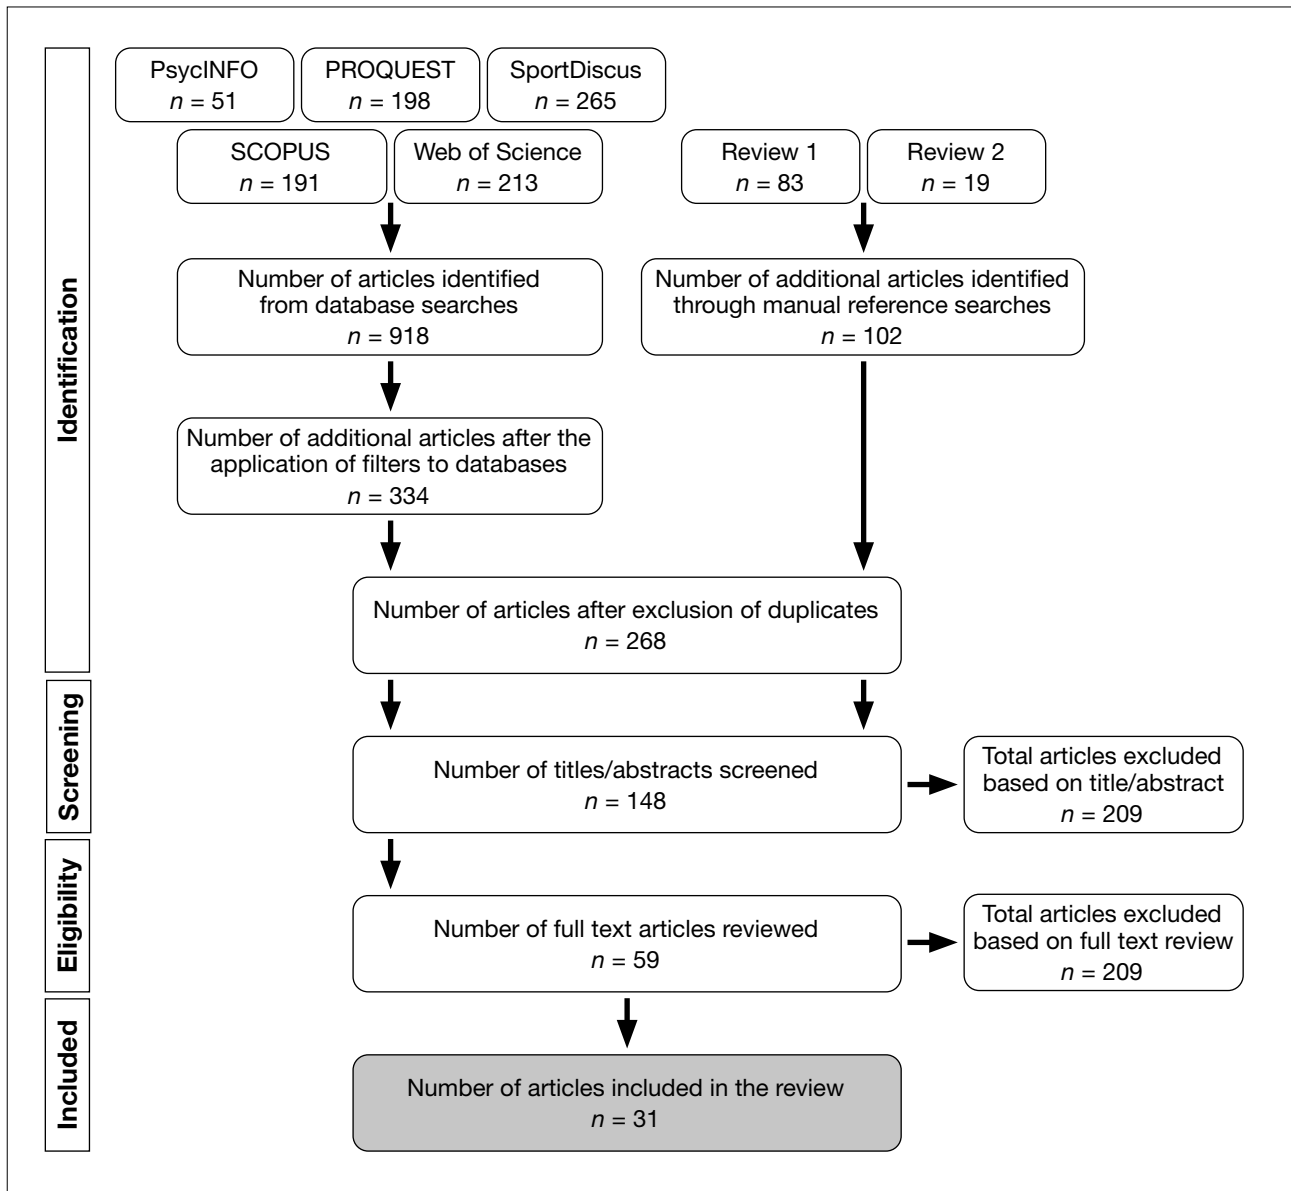 Identification
PsycINFO
n = 51
PROQUEST
n = 198
SportDiscus
n = 265
SCOPUS
n = 191
Web of Science
n = 213
Review 1
n = 83
Review 2
n = 19
Number of articles identified
from database searches
n = 918
Number of additional articles identified
through manual reference searches
n = 102
Number of additional articles after the
application of filters to databases
n = 334
Number of articles after exclusion of duplicates
n = 268
Screening
Number of titles/abstracts screened
n = 148
Total articles excluded
based on title/abstract
n = 209
Eligibility
Number of full text articles reviewed
n = 59
Total articles excluded
based on full text review
n = 209
Included
Number of articles included in the review
n = 31